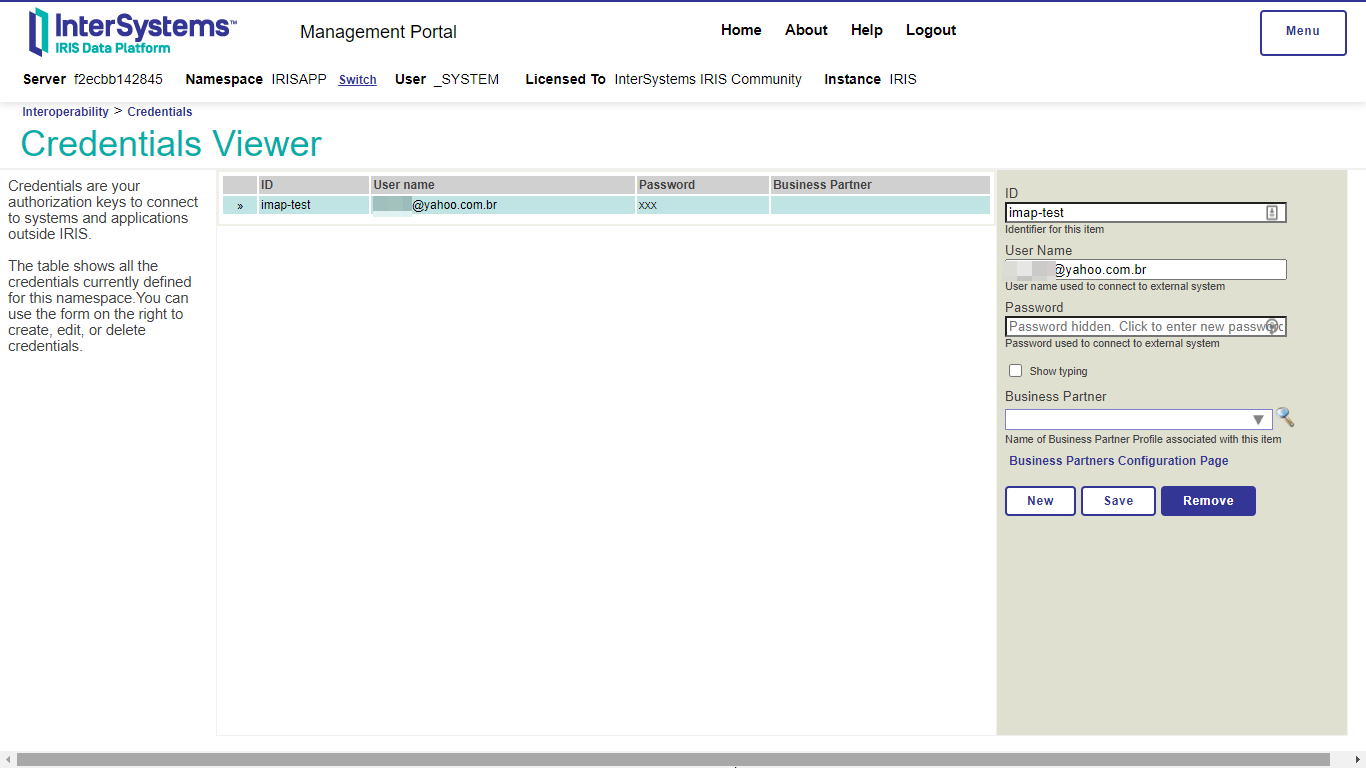 InterSystems™
IRIS Data Platform
Management Portal
Home About Help Logout
Menu
Server f2ecbb142845 Namespace IRISAPP Switch User _SYSTEM Licensed To InterSystems IRIS Community Instance IRIS
Interoperability > Credentials
Credentials Viewer
Credentials are your
authorization keys to connect
to systems and applications
outside IRIS.
The table shows all the
credentials currently defined
for this namespace.You can
use the form on the right to
create, edit, or delete
credentials.
ID User name Password Business Partner
» imap-test @yahoo.com.br xxx
ID
imap-test
Identifier for this item
User Name
@yahoo.com.br
User name used to connect to external system
Password
Password hidden. Click to enter new passwor
Password used to connect to external system
Show typing
Business Partner
Name of Business Partner Profile associated with this item
Business Partners Configuration Page
New Save Remove